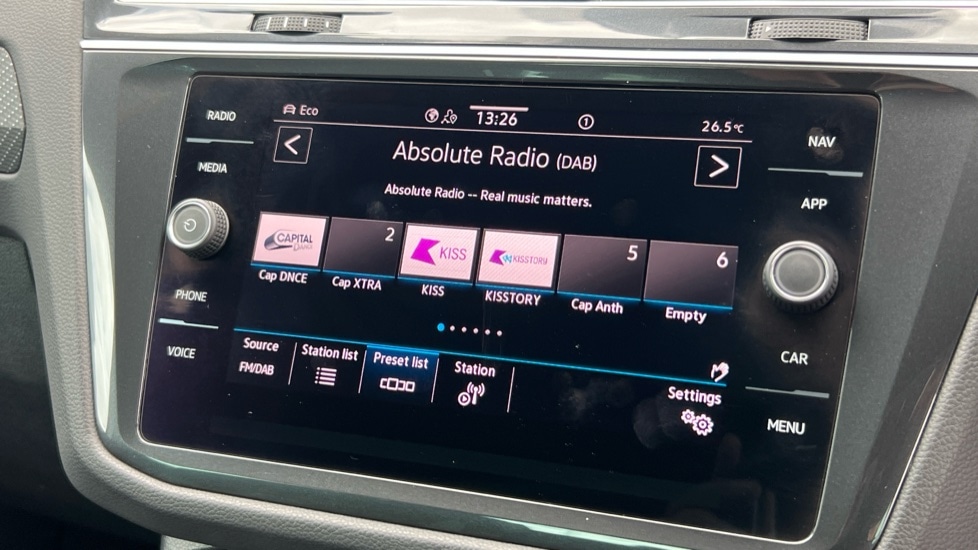 RADIO
MEDIA
PHONE
VOICE
Eco
13:26
1
26.5°C
<
Absolute Radio (DAB)
>
Absolute Radio -- Real music matters.
CAPITAL
DANCE
2
KISS
KISSTORY
5
6
Cap DNCE
Cap XTRA
KISS
KISSTORY
Cap Anth
Empty
Source
FM/DAB
Station list
Preset list
Station
Settings
NAV
APP
CAR
MENU